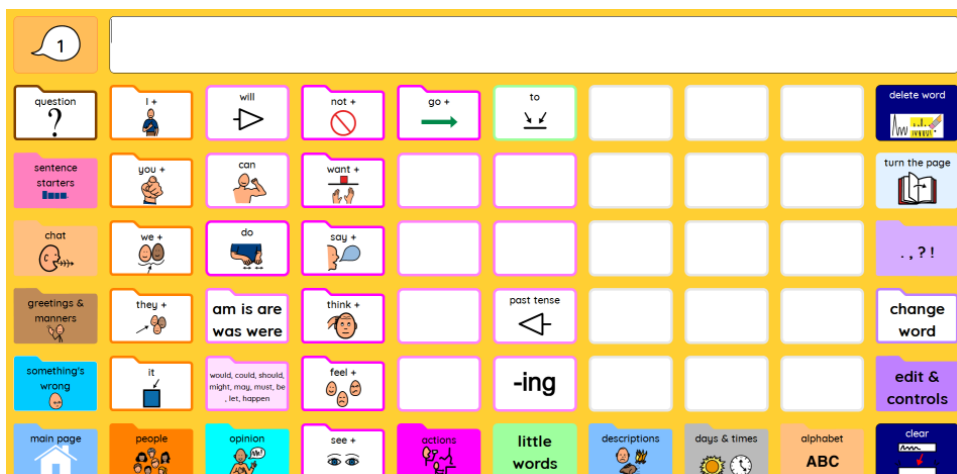 1
question
?
I +
will
not +
go +
to
delete word
sentence
starters
you +
can
want +
turn the page
chat
we +
do
say +
. , ? !
greetings &
manners
they +
am is are
was were
think +
past tense
change
word
something's
wrong
it
would, could, should,
might, may, must, be
, let, happen
feel +
-ing
edit &
controls
main page
people
opinion
see +
actions
little
words
descriptions
days & times
alphabet
ABC
clear